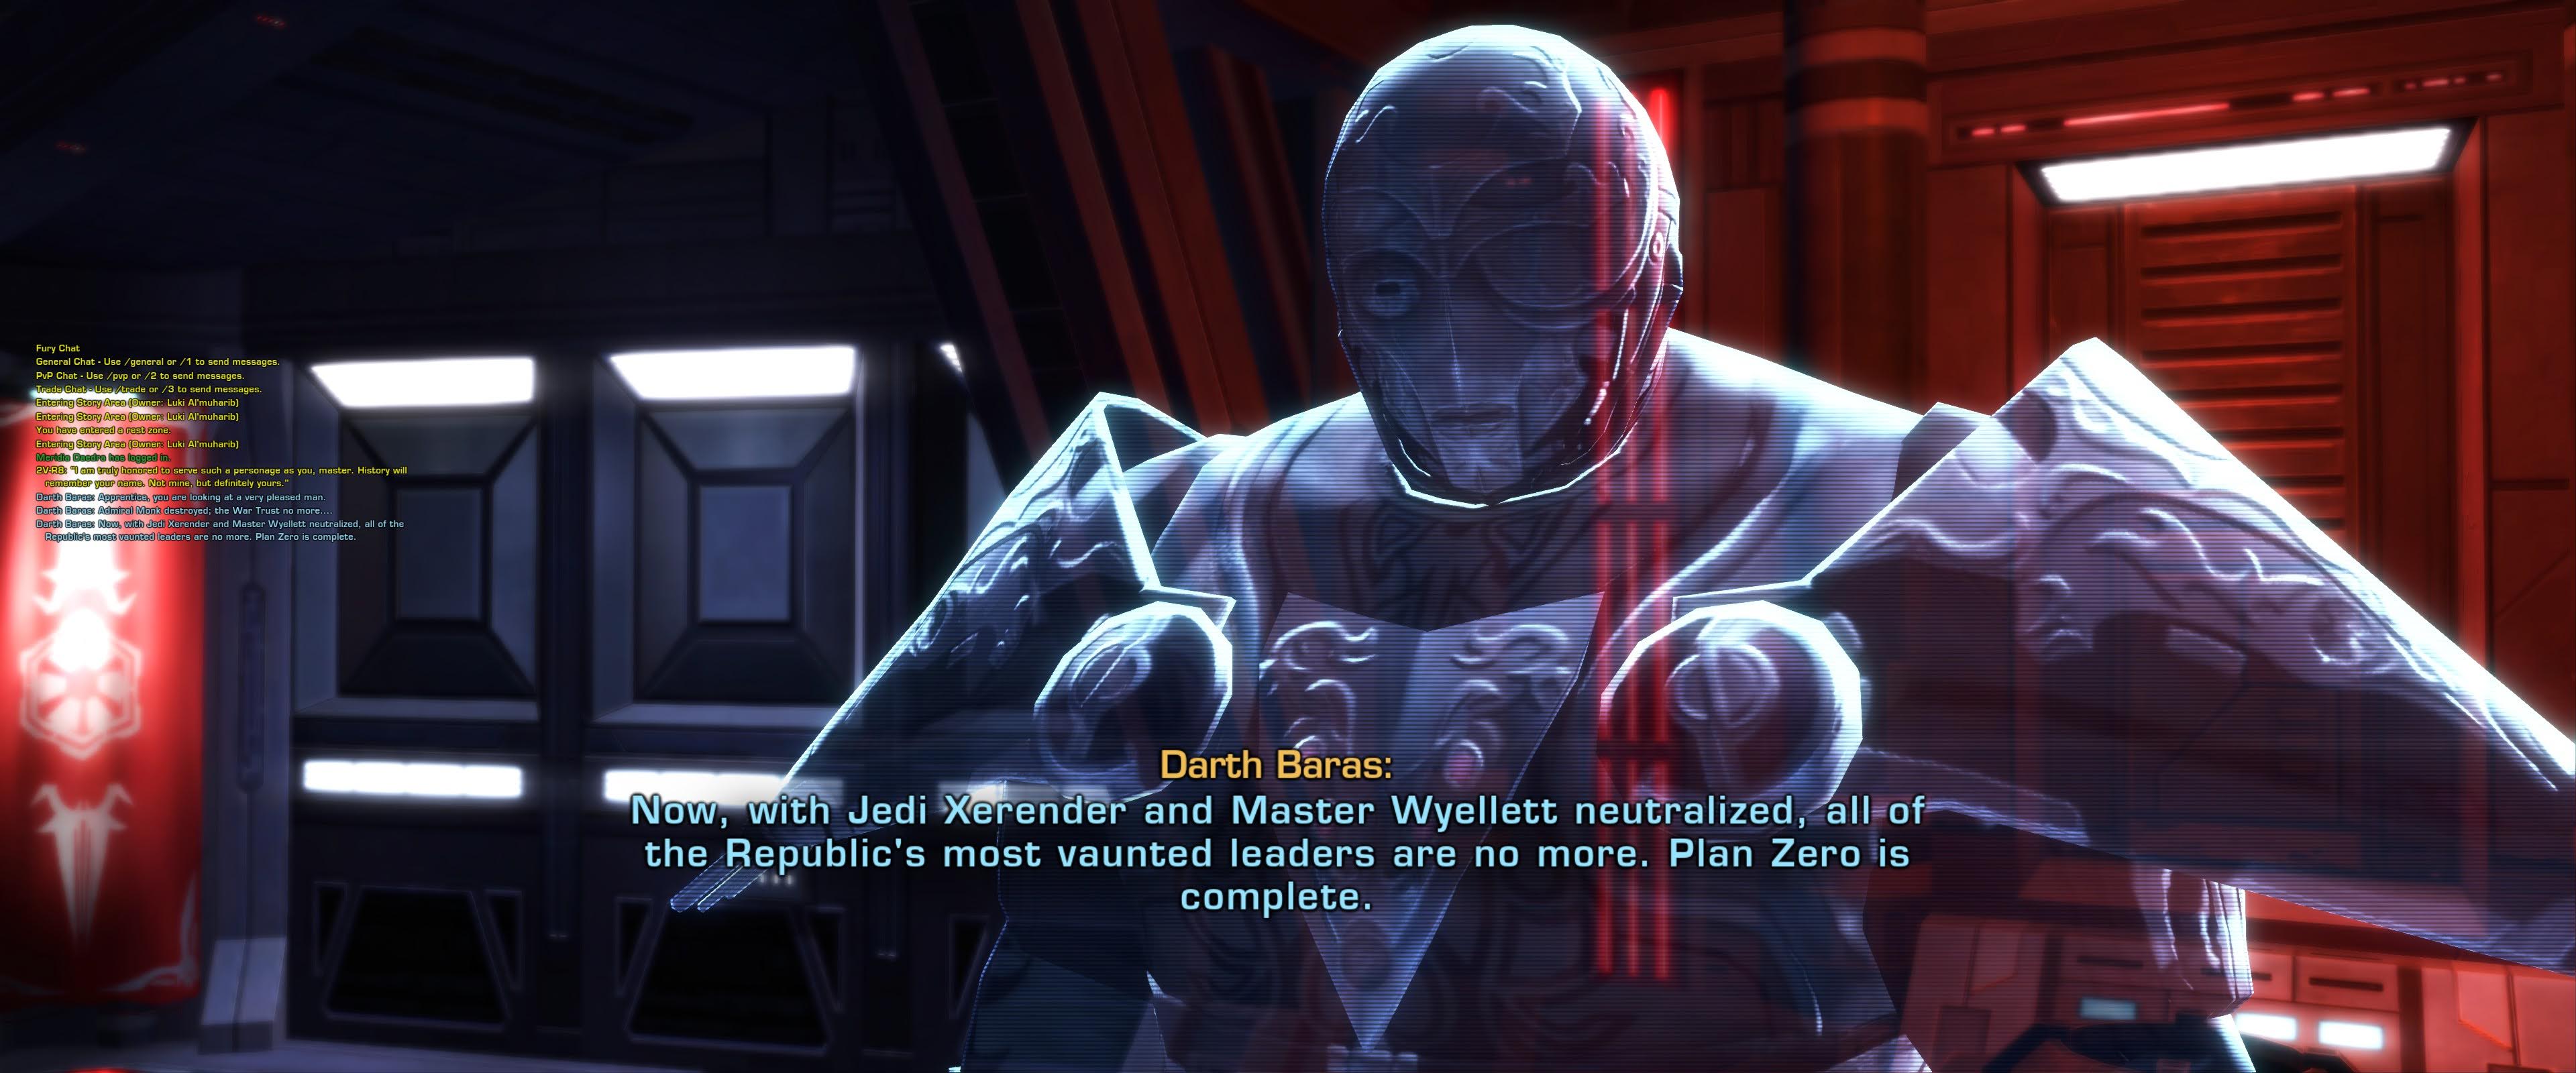 Fury Chat
General Chat - Use /general or /1 to send messages.
PvP Chat - Use /pvp or /2 to send messages.
Trade Chat - Use /trade or /3 to send messages.
Entering Story Area (Owner: Luki Al'muharib)
Entering Story Area (Owner: Luki Al'muharib)
You have entered a rest zone.
Entering Story Area (Owner: Luki Al'muharib)
Meridia Daedra has logged in.
2V-R8: "I am truly honored to serve such a personage as you, master. History will
remember your name. Not mine, but definitely yours."
Darth Baras: Apprentice, you are looking at a very pleased man.
Darth Baras: Admiral Monk destroyed; the War Trust no more....
Darth Baras: Now, with Jedi Xerender and Master Wyellett neutralized, all of the
Republic's most vaunted leaders are no more. Plan Zero is complete.
Darth Baras:
Now, with Jedi Xerender and Master Wyellett neutralized, all of
the Republic's most vaunted leaders are no more. Plan Zero is
complete.